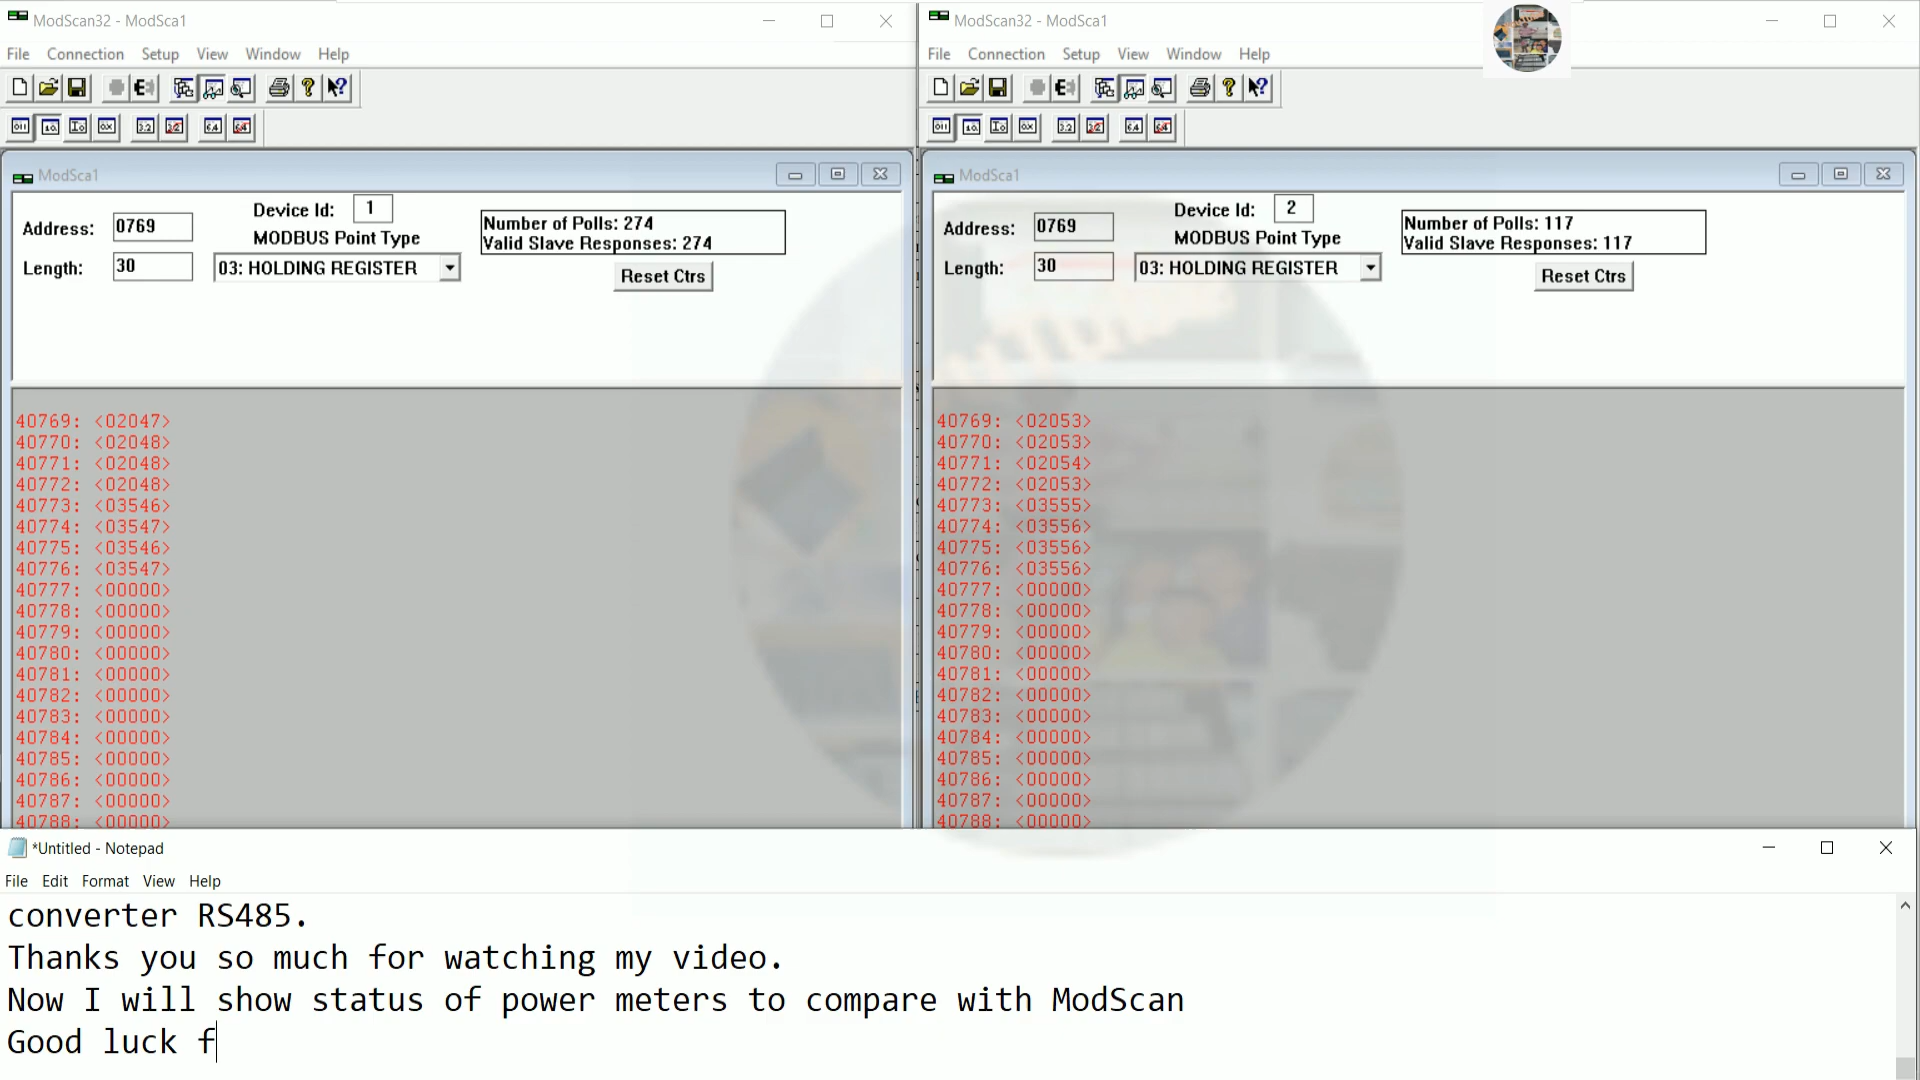 ModScan32 - ModSca1
File Connection Setup View Window Help
ModSca1
Address: 0769
Device Id: 1
MODBUS Point Type
Length: 30
03: HOLDING REGISTER
Number of Polls: 274
Valid Slave Responses: 274
Reset Ctrs
40769: <02047>
40770: <02048>
40771: <02048>
40772: <02048>
40773: <03546>
40774: <03547>
40775: <03546>
40776: <03547>
40777: <00000>
40778: <00000>
40779: <00000>
40780: <00000>
40781: <00000>
40782: <00000>
40783: <00000>
40784: <00000>
40785: <00000>
40786: <00000>
40787: <00000>
40788: <00000>
ModScan32 - ModSca1
File Connection Setup View Window Help
ModSca1
Address: 0769
Device Id: 2
MODBUS Point Type
Length: 30
03: HOLDING REGISTER
Number of Polls: 117
Valid Slave Responses: 117
Reset Ctrs
40769: <02053>
40770: <02053>
40771: <02054>
40772: <02053>
40773: <03555>
40774: <03556>
40775: <03556>
40776: <03556>
40777: <00000>
40778: <00000>
40779: <00000>
40780: <00000>
40781: <00000>
40782: <00000>
40783: <00000>
40784: <00000>
40785: <00000>
40786: <00000>
40787: <00000>
40788: <00000>
*Untitled - Notepad
File Edit Format View Help
converter RS485.
Thanks you so much for watching my video.
Now I will show status of power meters to compare with ModScan
Good luck f